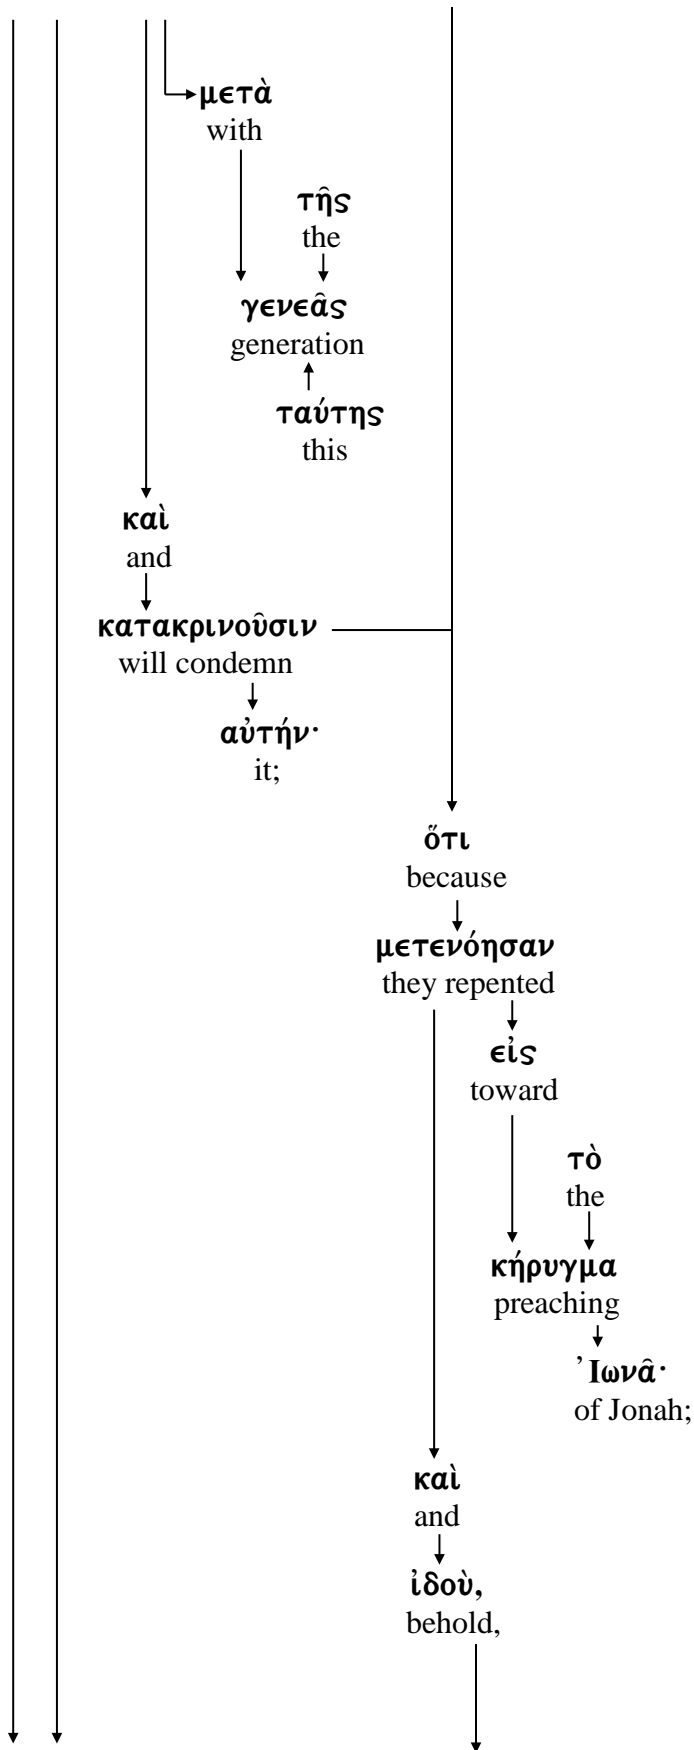 μετὰ
with
τῆς
the
γενεᾶς
generation
ταύτης
this
καὶ
and
κατακρινοῦσιν
will condemn
αὐτήν·
it;
ὅτι
because
μετενόησαν
they repented
εἰς
toward
τὸ
the
κήρυγμα
preaching
Ἰωνᾶ·
of Jonah;
καὶ
and
ἰδοὺ,
behold,